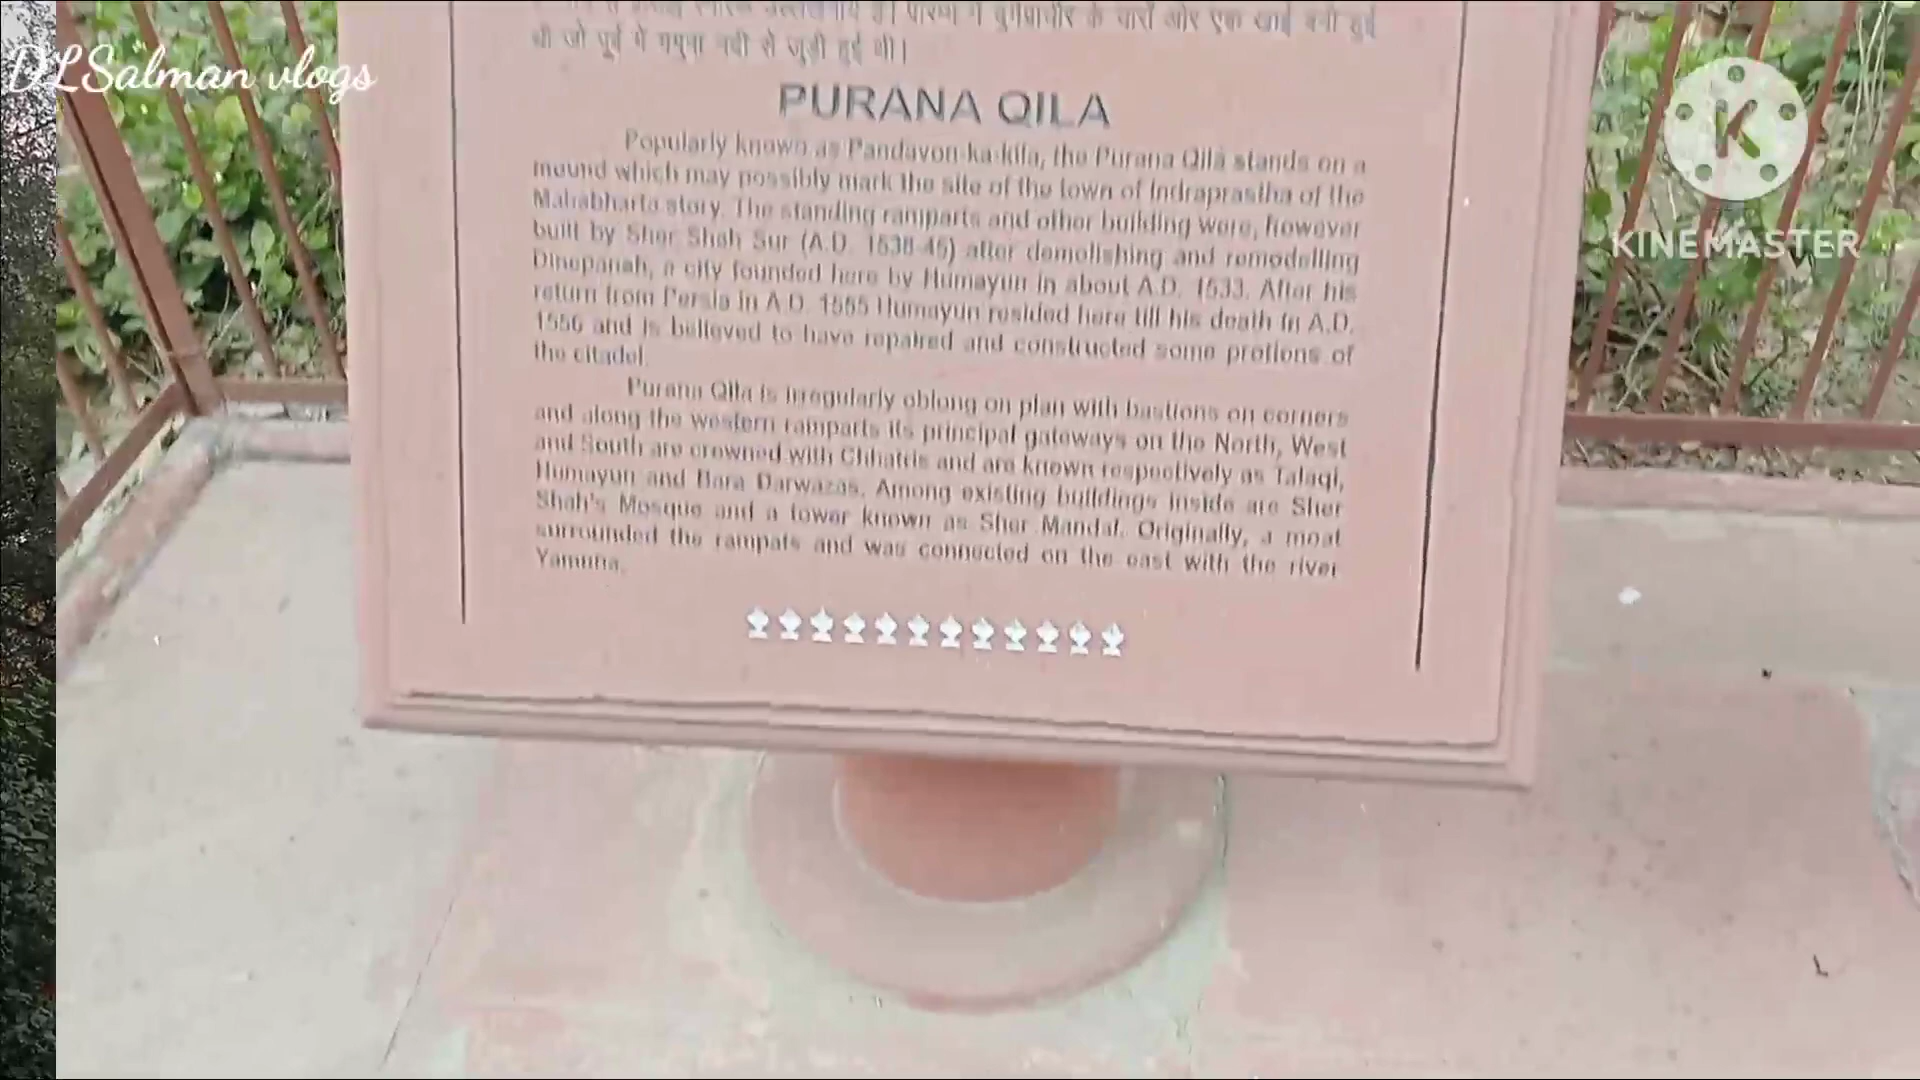 DLSalman vlogs
दुर्गप्राचीर के चारों ओर एक खाई बनी हुई
थी जो पूर्व में यमुना नदी से जुड़ी हुई थी।
PURANA QILA
Popularly known as Pandavon-ka-kila, the Purana Qila stands on a
mound which may possibly mark the site of the town of Indraprastha of the
Mahabharta story. The standing ramparts and other building were, however
built by Sher Shah Sur (A.D. 1538-45) after demolishing and remodelling
Dinepanah, a city founded here by Humayun in about A.D. 1533. After his
return from Persia in A.D. 1555 Humayun resided here till his death in A.D.
1556 and is believed to have repaired and constructed some protions of
the citadel.
Purana Qila is irregularly oblong on plan with bastions on corners
and along the western ramparts its principal gateways on the North, West
and South are crowned with Chhatris and are known respectively as Talaqi,
Humayun and Bara Darwazas. Among existing buildings inside are Sher
Shah's Mosque and a tower known as Sher Mandal. Originally, a moat
surrounded the rampats and was connected on the east with the river
Yamuna.
K
KINEMASTER